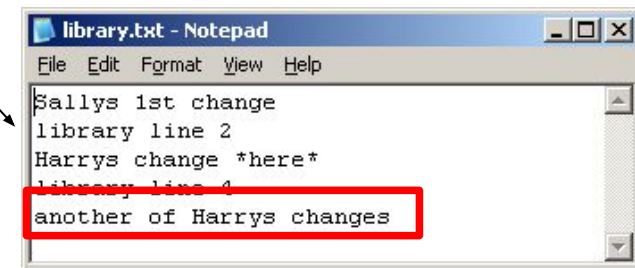 library.txt - Notepad
File Edit Format View Help
Sallys 1st change
library line 2
Harrys change *here*
library line 4
another of Harrys changes